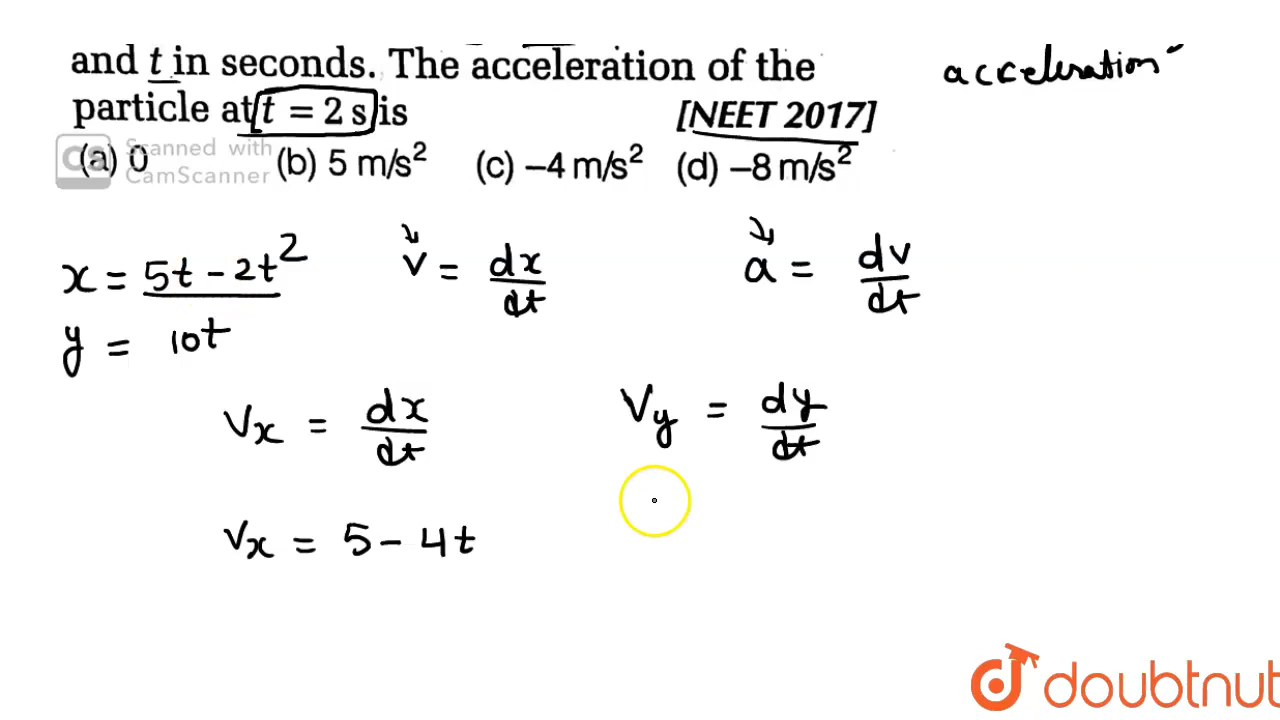 and t in seconds. The acceleration of the
acceleration
particle at t = 2 s is [NEET 2017]
CS Scanned with CamScanner
(a) 0 (b) 5 m/s² (c) –4 m/s² (d) –8 m/s²
x = 5t - 2t² v = dx/dt a = dv/dt
y = 10t
Vx = dx/dt Vy = dy/dt
Vx = 5 - 4t
doubtnut